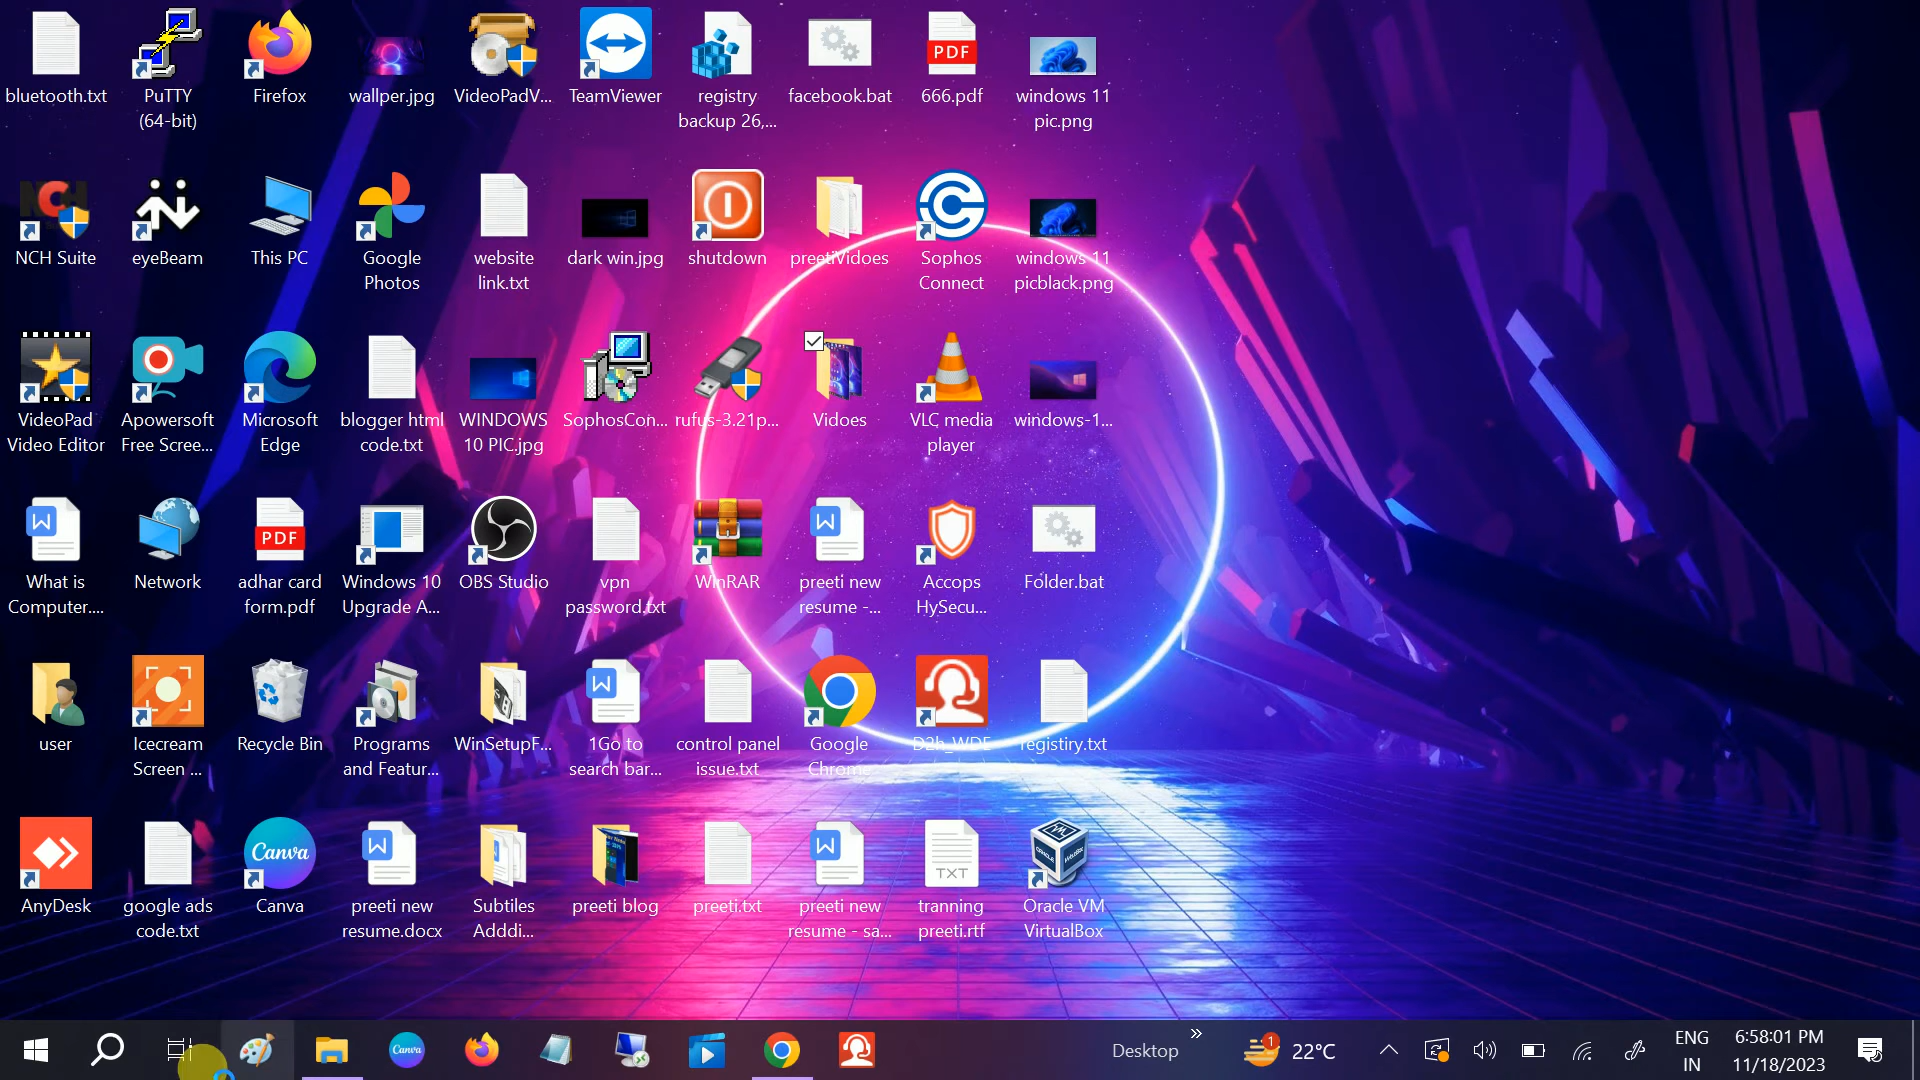 bluetooth.txt
PuTTY
(64-bit)
Firefox
wallper.jpg
VideoPadV...
TeamViewer
registry
backup 26,...
facebook.bat
PDF
666.pdf
windows 11
pic.png
NCH
NCH Suite
eyeBeam
This PC
Google
Photos
website
link.txt
dark win.jpg
shutdown
preetiVidoes
Sophos
Connect
windows 11
picblack.png
VideoPad
Video Editor
Apowersoft
Free Scree...
Microsoft
Edge
blogger html
code.txt
WINDOWS
10 PIC.jpg
SophosCon...
rufus-3.21p...
Vidoes
VLC media
player
windows-1...
W
What is
Computer....
Network
PDF
adhar card
form.pdf
Windows 10
Upgrade A...
OBS Studio
vpn
password.txt
WinRAR
W
preeti new
resume -...
Accops
HySecu...
Folder.bat
user
Icecream
Screen ...
Recycle Bin
Programs
and Featur...
WinSetupF...
W
1Go to
search bar...
control panel
issue.txt
Google
Chrome
D2h_WDE
registiry.txt
AnyDesk
google ads
code.txt
Canva
Canva
W
preeti new
resume.docx
Subtiles
Adddi...
preeti blog
preeti.txt
W
preeti new
resume - sa...
TXT
tranning
preeti.rtf
Oracle VM
VirtualBox
Canva
Desktop
1
22°C
ENG
IN
6:58:01 PM
11/18/2023